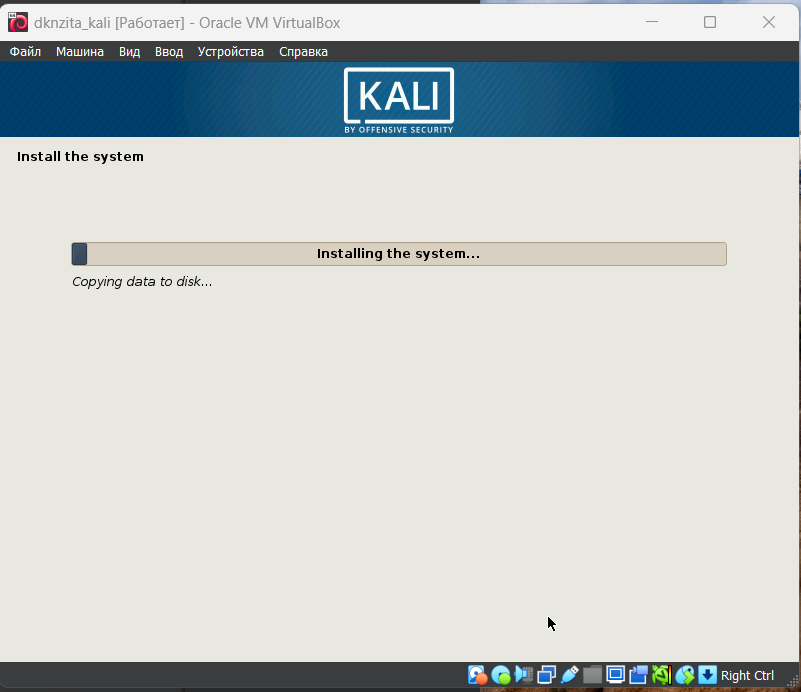 dknzita_kali [Работает] - Oracle VM VirtualBox
Файл Машина Вид Ввод Устройства Справка
KALI
BY OFFENSIVE SECURITY
Install the system
Installing the system...
Copying data to disk...
Right Ctrl